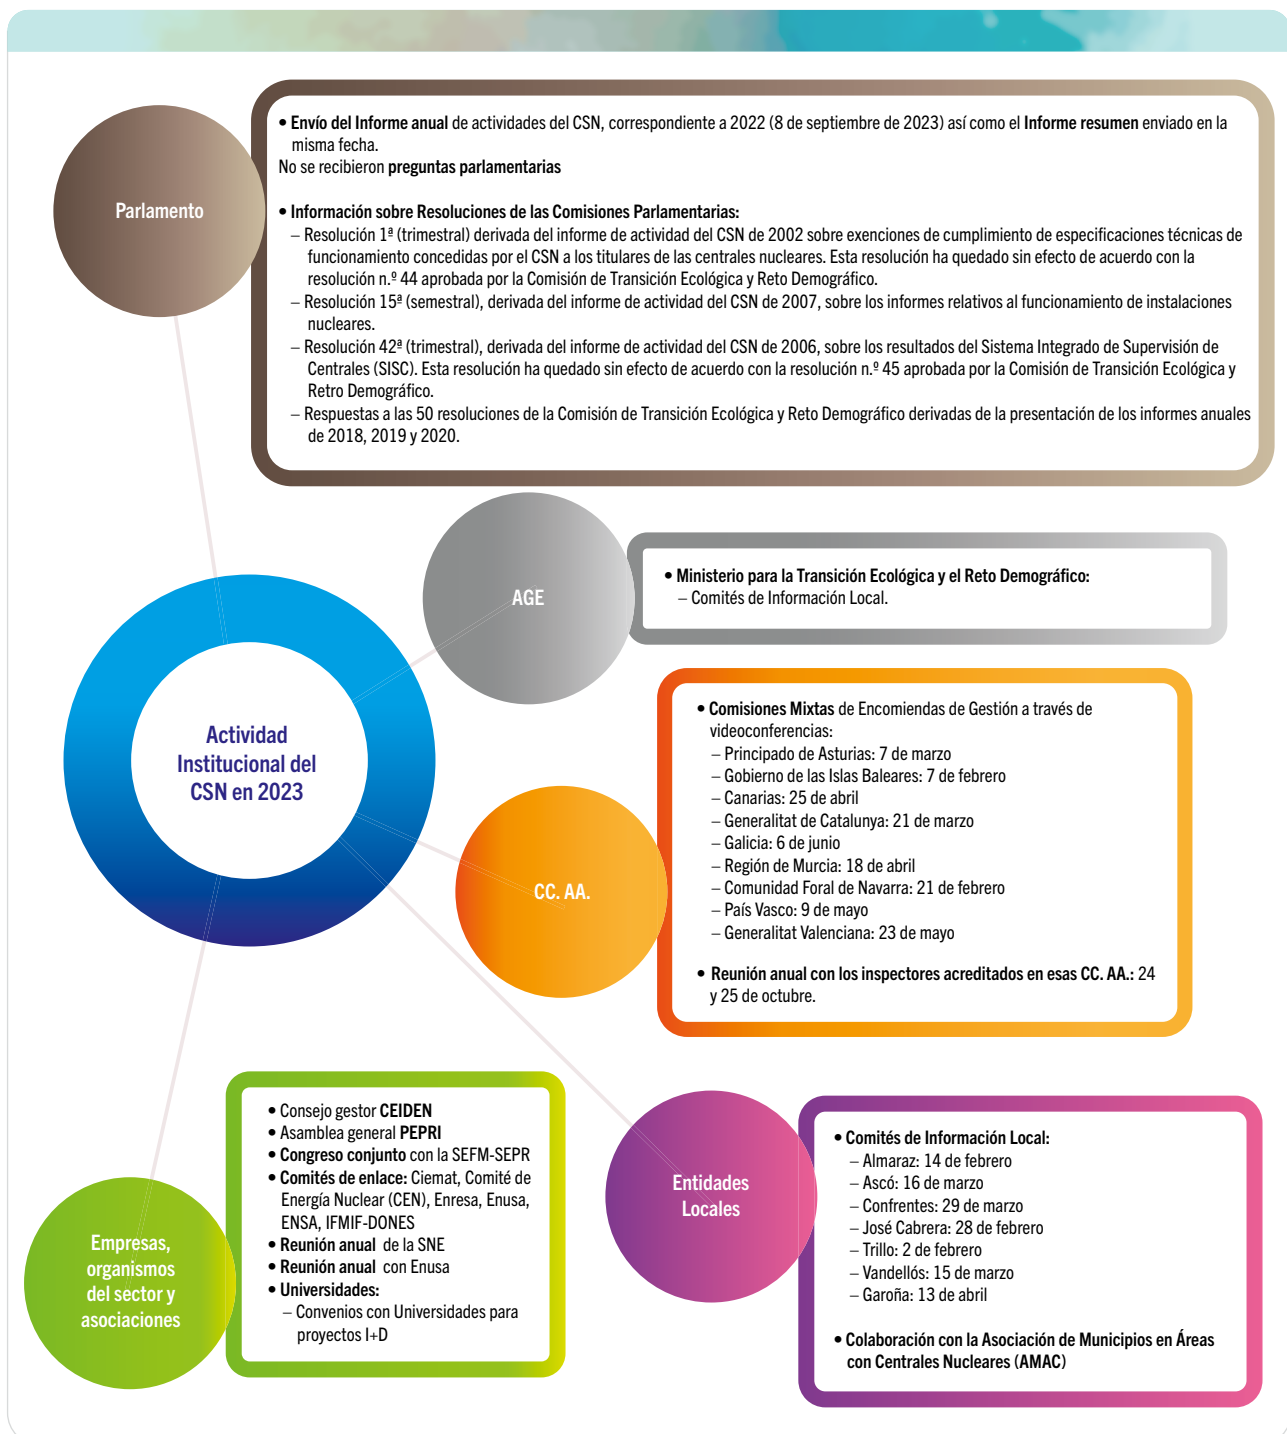 Parlamento
• Envío del Informe anual de actividades del CSN, correspondiente a 2022 (8 de septiembre de 2023) así como el Informe resumen enviado en la
misma fecha.
No se recibieron preguntas parlamentarias
• Información sobre Resoluciones de las Comisiones Parlamentarias:
– Resolución 1ª (trimestral) derivada del informe de actividad del CSN de 2002 sobre exenciones de cumplimiento de especificaciones técnicas de
funcionamiento concedidas por el CSN a los titulares de las centrales nucleares. Esta resolución ha quedado sin efecto de acuerdo con la
resolución n.º 44 aprobada por la Comisión de Transición Ecológica y Reto Demográfico.
– Resolución 15ª (semestral), derivada del informe de actividad del CSN de 2007, sobre los informes relativos al funcionamiento de instalaciones
nucleares.
– Resolución 42ª (trimestral), derivada del informe de actividad del CSN de 2006, sobre los resultados del Sistema Integrado de Supervisión de
Centrales (SISC). Esta resolución ha quedado sin efecto de acuerdo con la resolución n.º 45 aprobada por la Comisión de Transición Ecológica y
Retro Demográfico.
– Respuestas a las 50 resoluciones de la Comisión de Transición Ecológica y Reto Demográfico derivadas de la presentación de los informes anuales
de 2018, 2019 y 2020.
AGE
• Ministerio para la Transición Ecológica y el Reto Demográfico:
– Comités de Información Local.
Actividad
Institucional del
CSN en 2023
CC. AA.
• Comisiones Mixtas de Encomiendas de Gestión a través de
videoconferencias:
– Principado de Asturias: 7 de marzo
– Gobierno de las Islas Baleares: 7 de febrero
– Canarias: 25 de abril
– Generalitat de Catalunya: 21 de marzo
– Galicia: 6 de junio
– Región de Murcia: 18 de abril
– Comunidad Foral de Navarra: 21 de febrero
– País Vasco: 9 de mayo
– Generalitat Valenciana: 23 de mayo
• Reunión anual con los inspectores acreditados en esas CC. AA.: 24
y 25 de octubre.
Empresas,
organismos
del sector y
asociaciones
• Consejo gestor CEIDEN
• Asamblea general PEPRI
• Congreso conjunto con la SEFM-SEPR
• Comités de enlace: Ciemat, Comité de
Energía Nuclear (CEN), Enresa, Enusa,
ENSA, IFMIF-DONES
• Reunión anual de la SNE
• Reunión anual con Enusa
• Universidades:
– Convenios con Universidades para
proyectos I+D
Entidades
Locales
• Comités de Información Local:
– Almaraz: 14 de febrero
– Ascó: 16 de marzo
– Confrentes: 29 de marzo
– José Cabrera: 28 de febrero
– Trillo: 2 de febrero
– Vandellós: 15 de marzo
– Garoña: 13 de abril
• Colaboración con la Asociación de Municipios en Áreas
con Centrales Nucleares (AMAC)